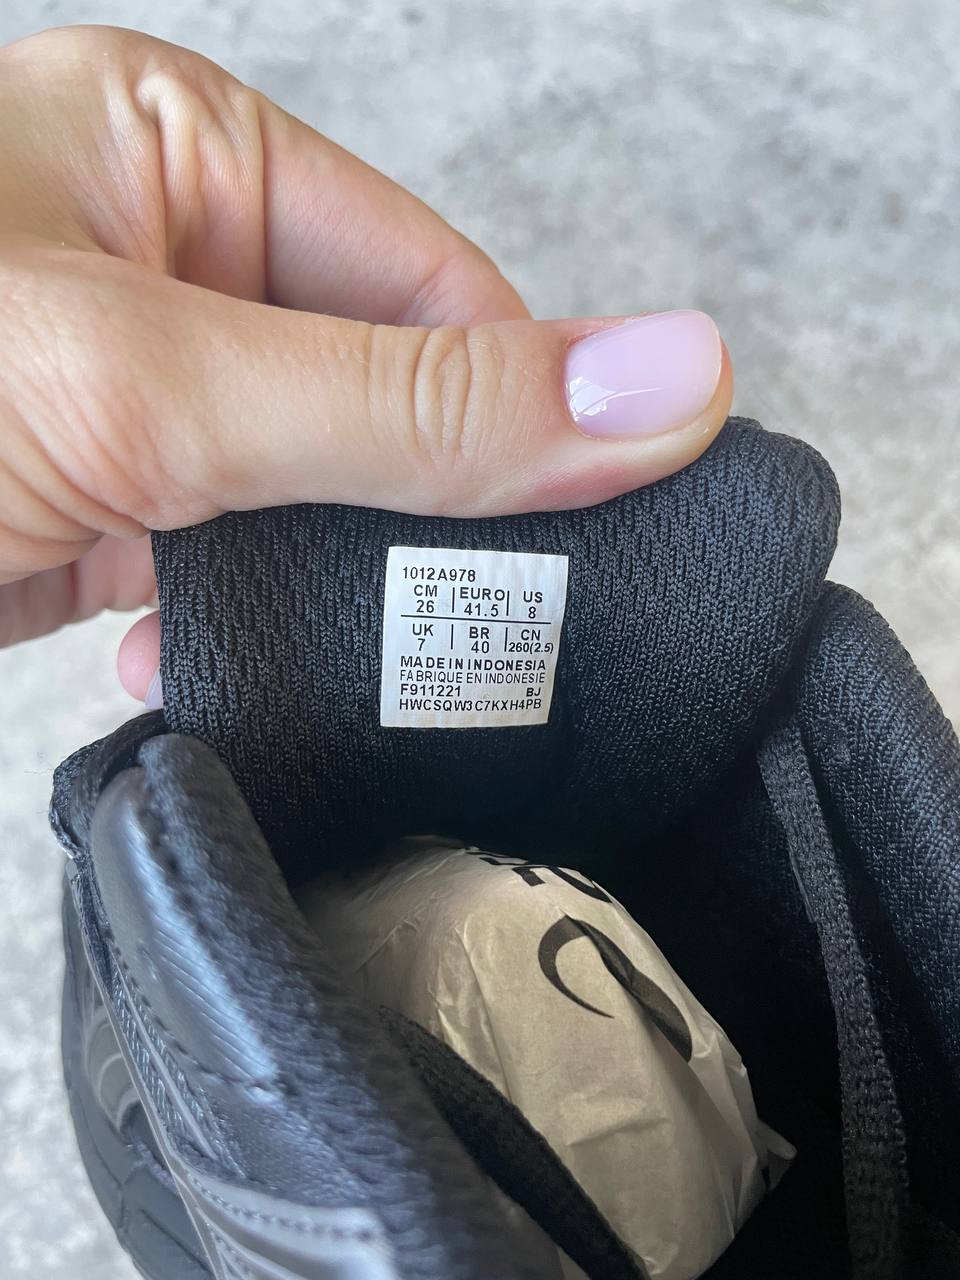 1012A978
CM EURO US
26 41.5 8
UK BR CN
7 40 260(2.5)
MADE IN INDONESIA
FABRIQUE EN INDONESIE
F911221 BJ
HWCSQW3C7KXH4PB